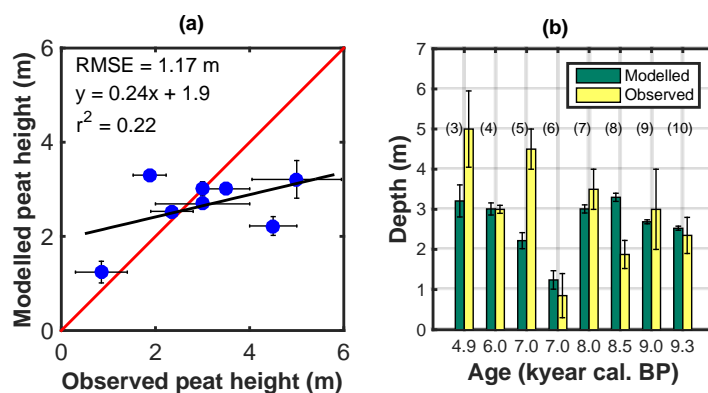 (a)
RMSE = 1.17 m
y = 0.24x + 1.9
r² = 0.22
Modelled peat height (m)
6
4
2
0
0 2 4 6
Observed peat height (m)
(b)
Modelled
Observed
(3) (4) (5) (6) (7) (8) (9) (10)
Depth (m)
7
6
5
4
3
2
1
0
4.9 6.0 7.0 7.0 8.0 8.5 9.0 9.3
Age (kyear cal. BP)